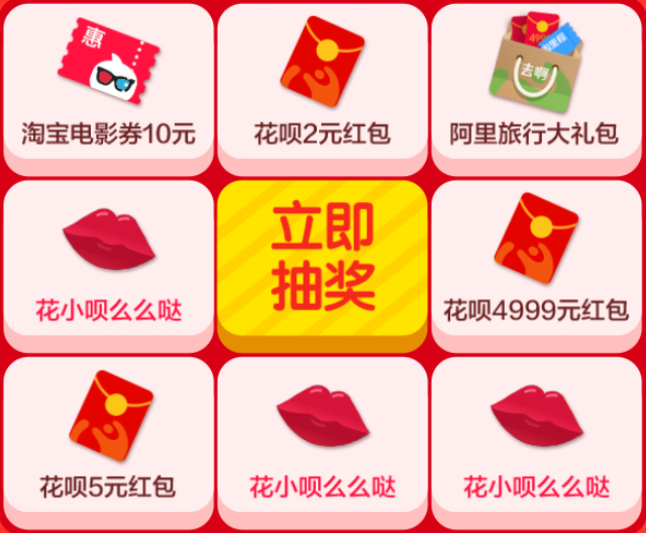 惠
去啊
淘宝电影券10元
花呗2元红包
阿里旅行大礼包
立即
抽奖
花小呗么么哒
花呗4999元红包
花呗5元红包
花小呗么么哒
花小呗么么哒